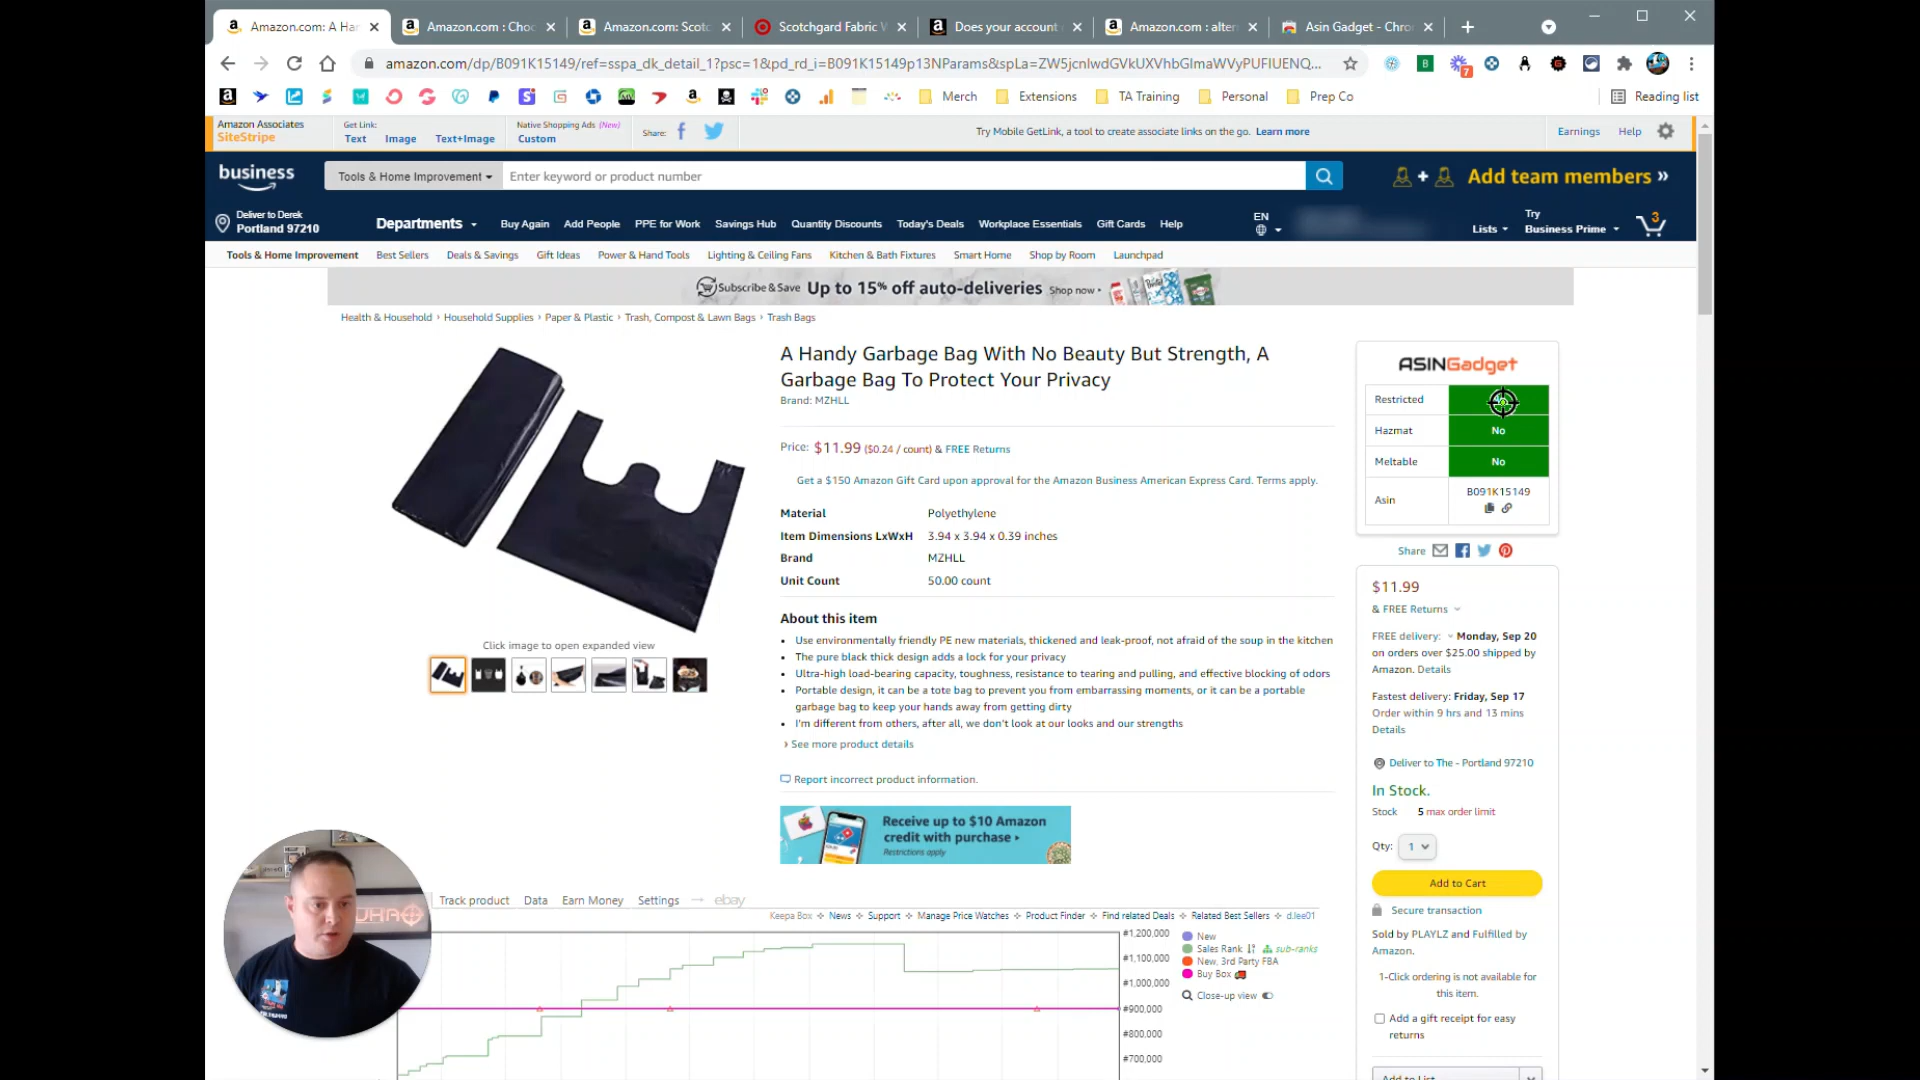 Amazon.com: A Ha
Amazon.com : Choc
Amazon.com: Scotc
Scotchgard Fabric W
Does your account
Amazon.com : alter
Asin Gadget - Chro
amazon.com/dp/B091K15149/ref=sspa_dk_detail_1?psc=1&pd_rd_i=B091K15149p13NParams&spLa=ZW5jcnlwdGVkUXVhbGlmaWVyPUFIUENQ...
7
Merch
Extensions
TA Training
Personal
Prep Co
Reading list
Amazon Associates
SiteStripe
Get Link:
Text
Image
Text+Image
Native Shopping Ads (New)
Custom
Share:
Try Mobile GetLink, a tool to create associate links on the go. Learn more
Earnings
Help
business
Tools & Home Improvement
Enter keyword or product number
Add team members »
Deliver to Derek
Portland 97210
Departments
Buy Again
Add People
PPE for Work
Savings Hub
Quantity Discounts
Today's Deals
Workplace Essentials
Gift Cards
Help
EN
Lists
Try
Business Prime
3
Tools & Home Improvement
Best Sellers
Deals & Savings
Gift Ideas
Power & Hand Tools
Lighting & Ceiling Fans
Kitchen & Bath Fixtures
Smart Home
Shop by Room
Launchpad
Subscribe & Save Up to 15% off auto-deliveries Shop now
Health & Household › Household Supplies › Paper & Plastic › Trash, Compost & Lawn Bags › Trash Bags
A Handy Garbage Bag With No Beauty But Strength, A
Garbage Bag To Protect Your Privacy
Brand: MZHLL
Price: $11.99 ($0.24 / count) & FREE Returns
Get a $150 Amazon Gift Card upon approval for the Amazon Business American Express Card. Terms apply.
Material Polyethylene
Item Dimensions LxWxH 3.94 x 3.94 x 0.39 inches
Brand MZHLL
Unit Count 50.00 count
About this item
• Use environmentally friendly PE new materials, thickened and leak-proof, not afraid of the soup in the kitchen
• The pure black thick design adds a lock for your privacy
• Ultra-high load-bearing capacity, toughness, resistance to tearing and pulling, and effective blocking of odors
• Portable design, it can be a tote bag to prevent you from embarrassing moments, or it can be a portable
garbage bag to keep your hands away from getting dirty
• I'm different from others, after all, we don't look at our looks and our strengths
› See more product details
Report incorrect product information.
Click image to open expanded view
Receive up to $10 Amazon
credit with purchase
Restrictions apply
ASINGadget
Restricted
Hazmat No
Meltable No
Asin B091K15149
Share
$11.99
& FREE Returns
FREE delivery: Monday, Sep 20
on orders over $25.00 shipped by
Amazon. Details
Fastest delivery: Friday, Sep 17
Order within 9 hrs and 13 mins
Details
Deliver to The - Portland 97210
In Stock.
Stock 5 max order limit
Qty: 1
Add to Cart
Secure transaction
Sold by PLAYLZ and Fulfilled by
Amazon.
1-Click ordering is not available for
this item.
Add a gift receipt for easy
returns
Add to List
Track product
Data
Earn Money
Settings
ebay
Keepa Box
News
Support
Manage Price Watches
Product Finder
Find related Deals
Related Best Sellers
d.lee01
#1,200,000
#1,100,000
#1,000,000
#900,000
#800,000
#700,000
New
Sales Rank
sub-ranks
New, 3rd Party FBA
Buy Box
Close-up view